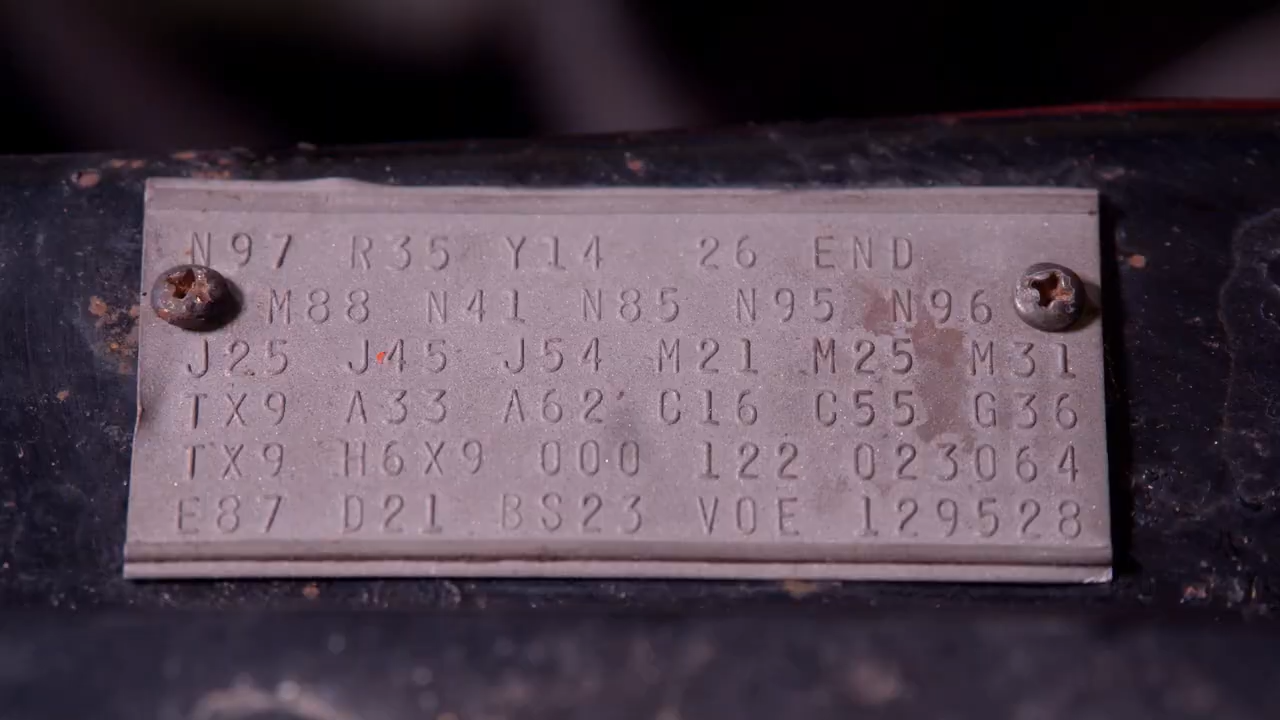 N97 R35 Y14 26 END
M88 N41 N85 N95 N96
J25 J45 J54 M21 M25 M31
TX9 A33 A62 C16 C55 G36
TX9 H6X9 000 122 023064
E87 D21 BS23 V0E 129528